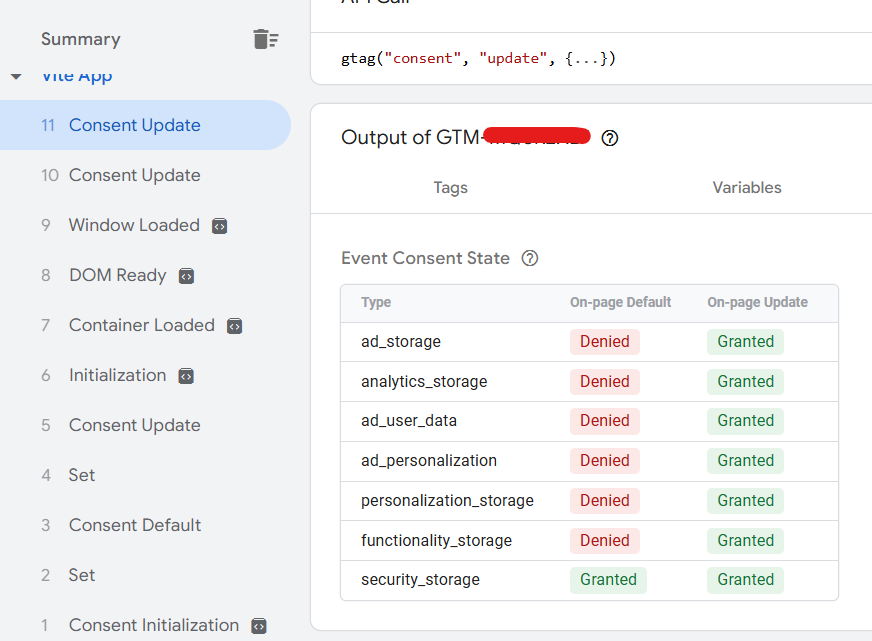 Summary
Vite App
11 Consent Update
10 Consent Update
9 Window Loaded
8 DOM Ready
7 Container Loaded
6 Initialization
5 Consent Update
4 Set
3 Consent Default
2 Set
1 Consent Initialization
API Call
gtag("consent", "update", {...})
Output of GTM-
Tags Variables
Event Consent State
Type On-page Default On-page Update
ad_storage Denied Granted
analytics_storage Denied Granted
ad_user_data Denied Granted
ad_personalization Denied Granted
personalization_storage Denied Granted
functionality_storage Denied Granted
security_storage Granted Granted